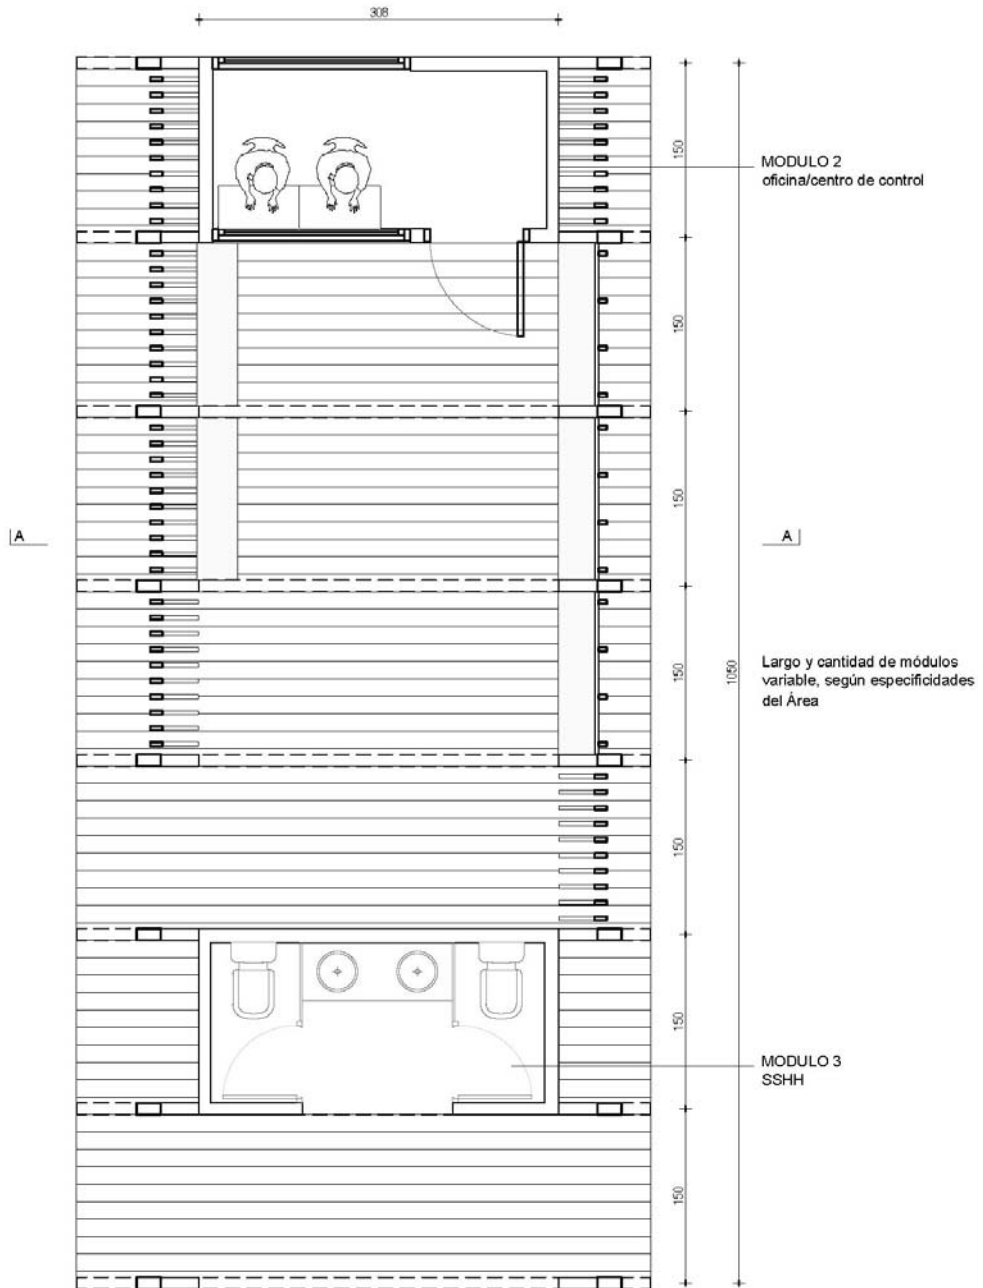 308
150
MODULO 2
oficina/centro de control
150
150
A
A
150
1050
Largo y cantidad de módulos
variable, según especificidades
del Área
150
150
MODULO 3
SSHH
150